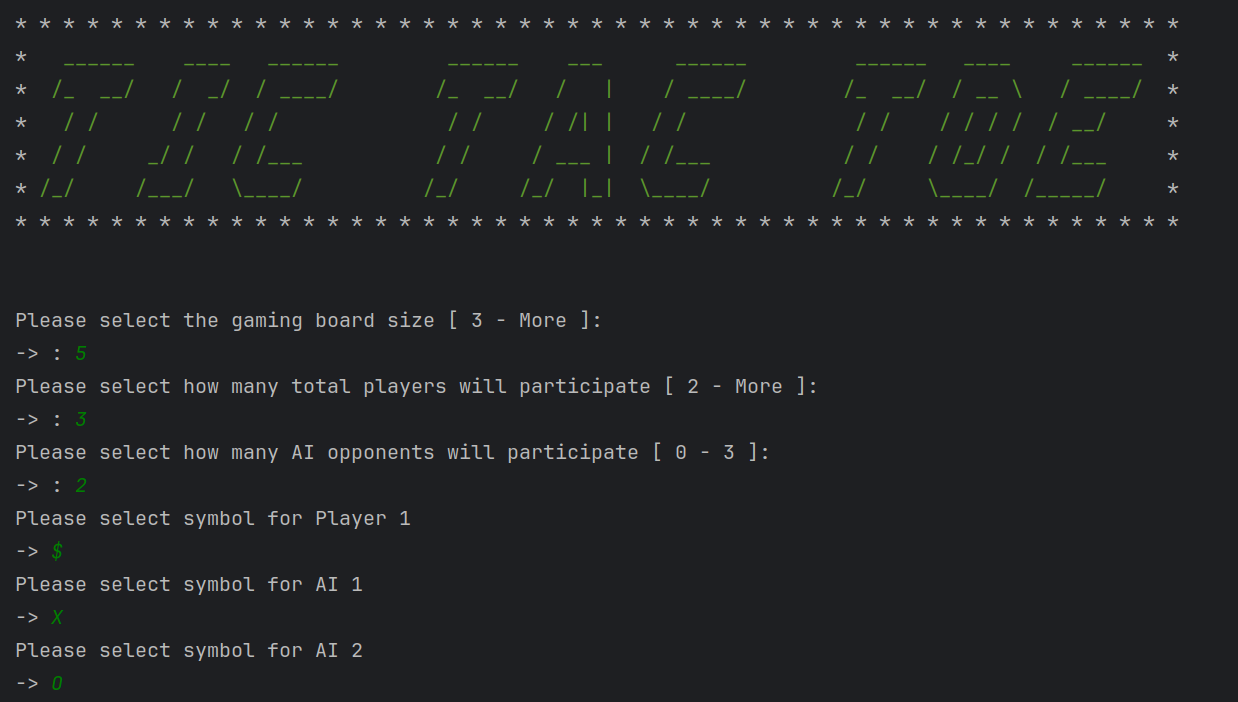 * * * * * * * * * * * * * * * * * * * * * * * * * * * * * * * * * * * * * * * * * * * * * * * * *
*   ______    ____   ______         ______    ___      ______         ______   ____     ______  *
*  /_  __/   /  _/  / ____/        /_  __/   /   |    / ____/        /_  __/  / __ \   / ____/  *
*   / /      / /   / /              / /     / /| |   / /              / /    / / / /  / __/     *
*  / /     _/ /   / /___           / /     / ___ |  / /___           / /    / /_/ /  / /___     *
* /_/     /___/   \____/          /_/     /_/  |_|  \____/          /_/     \____/  /_____/     *
* * * * * * * * * * * * * * * * * * * * * * * * * * * * * * * * * * * * * * * * * * * * * * * * *
Please select the gaming board size [ 3 - More ]:
-> : 5
Please select how many total players will participate [ 2 - More ]:
-> : 3
Please select how many AI opponents will participate [ 0 - 3 ]:
-> : 2
Please select symbol for Player 1
-> $
Please select symbol for AI 1
-> X
Please select symbol for AI 2
-> O